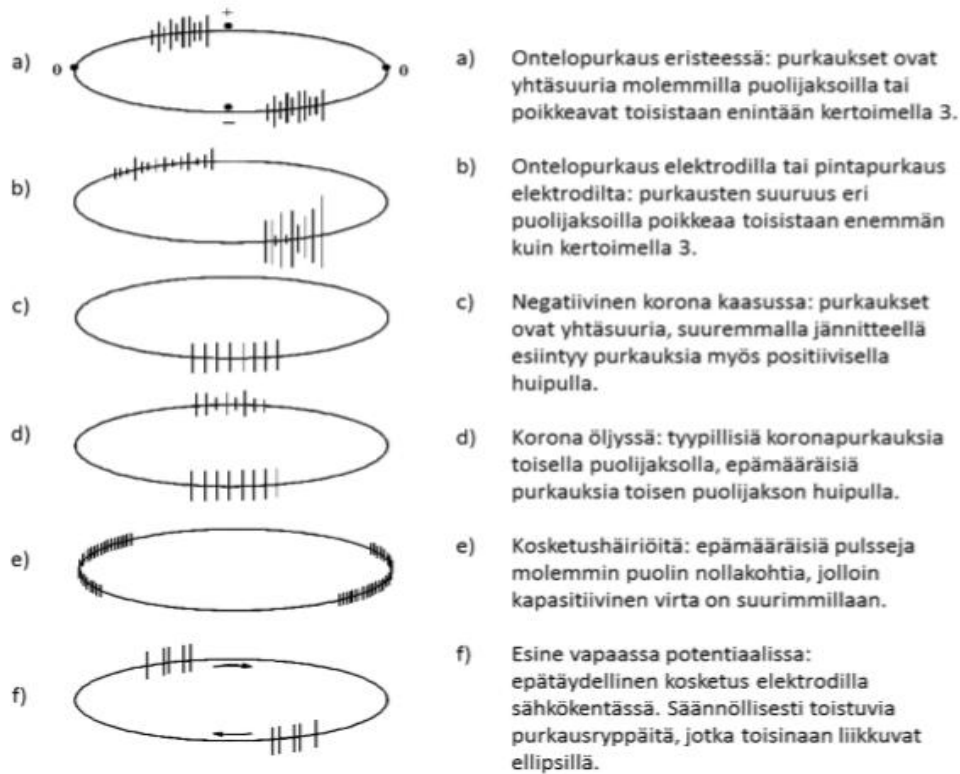 a)
+
0
0
–
b)
c)
d)
e)
f)
a) Ontelopurkaus eristeessä: purkaukset ovat
yhtäsuuria molemmilla puolijaksoilla tai
poikkeavat toisistaan enintään kertoimella 3.
b) Ontelopurkaus elektrodilla tai pintapurkaus
elektrodilta: purkausten suuruus eri
puolijaksoilla poikkeaa toisistaan enemmän
kuin kertoimella 3.
c) Negatiivinen korona kaasussa: purkaukset
ovat yhtäsuuria, suuremmalla jännitteellä
esiintyy purkauksia myös positiivisella
huipulla.
d) Korona öljyssä: tyypillisiä koronapurkauksia
toisella puolijaksolla, epämääräisiä
purkauksia toisen puolijakson huipulla.
e) Kosketushäiriöitä: epämääräisiä pulsseja
molemmin puolin nollakohtia, jolloin
kapasitiivinen virta on suurimmillaan.
f) Esine vapaassa potentiaalissa:
epätäydellinen kosketus elektrodilla
sähkökentässä. Säännöllisesti toistuvia
purkausryppäitä, jotka toisinaan liikkuvat
ellipsillä.